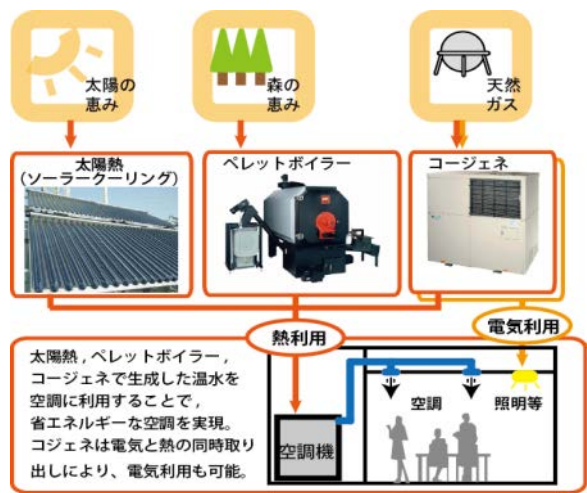 太陽の
恵み
森の
恵み
天然
ガス
太陽熱
(ソーラークーリング)
ペレットボイラー
コージェネ
熱利用
電気利用
太陽熱,ペレットボイラー,
コージェネで生成した温水を
空調に利用することで,
省エネルギーな空調を実現。
コジェネは電気と熱の同時取り
出しにより、電気利用も可能。
空調機
空調
照明等